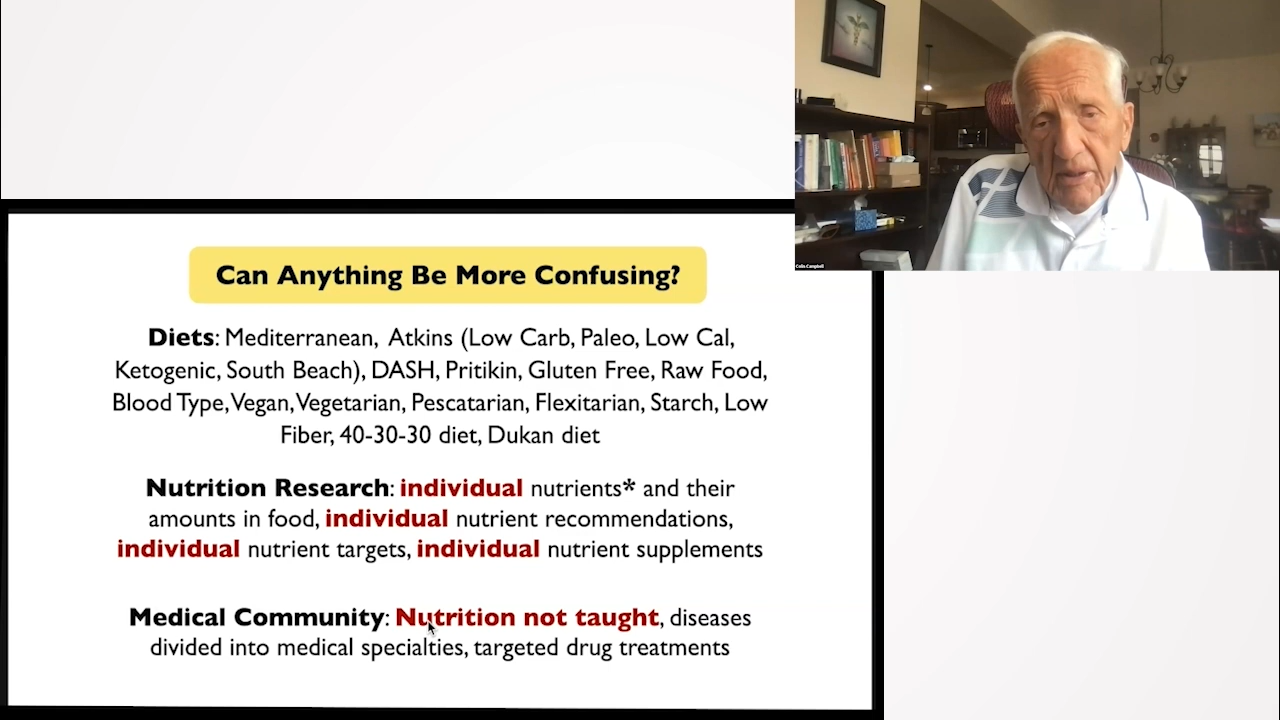 Colin Campbell
Can Anything Be More Confusing?
Diets: Mediterranean, Atkins (Low Carb, Paleo, Low Cal,
Ketogenic, South Beach), DASH, Pritikin, Gluten Free, Raw Food,
Blood Type, Vegan, Vegetarian, Pescatarian, Flexitarian, Starch, Low
Fiber, 40-30-30 diet, Dukan diet
Nutrition Research: individual nutrients* and their
amounts in food, individual nutrient recommendations,
individual nutrient targets, individual nutrient supplements
Medical Community: Nutrition not taught, diseases
divided into medical specialties, targeted drug treatments